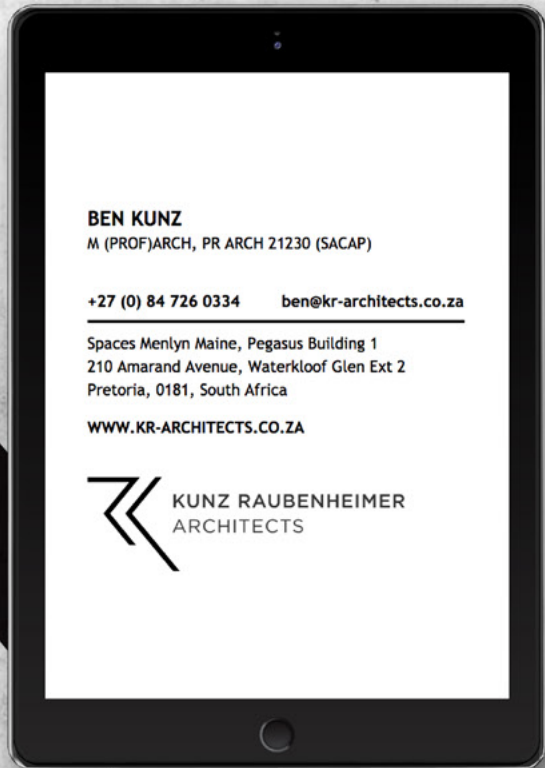 BEN KUNZ
M (PROF)ARCH, PR ARCH 21230 (SACAP)
+27 (0) 84 726 0334 ben@kr-architects.co.za
Spaces Menlyn Maine, Pegasus Building 1
210 Amarand Avenue, Waterkloof Glen Ext 2
Pretoria, 0181, South Africa
WWW.KR-ARCHITECTS.CO.ZA
KUNZ RAUBENHEIMER
ARCHITECTS